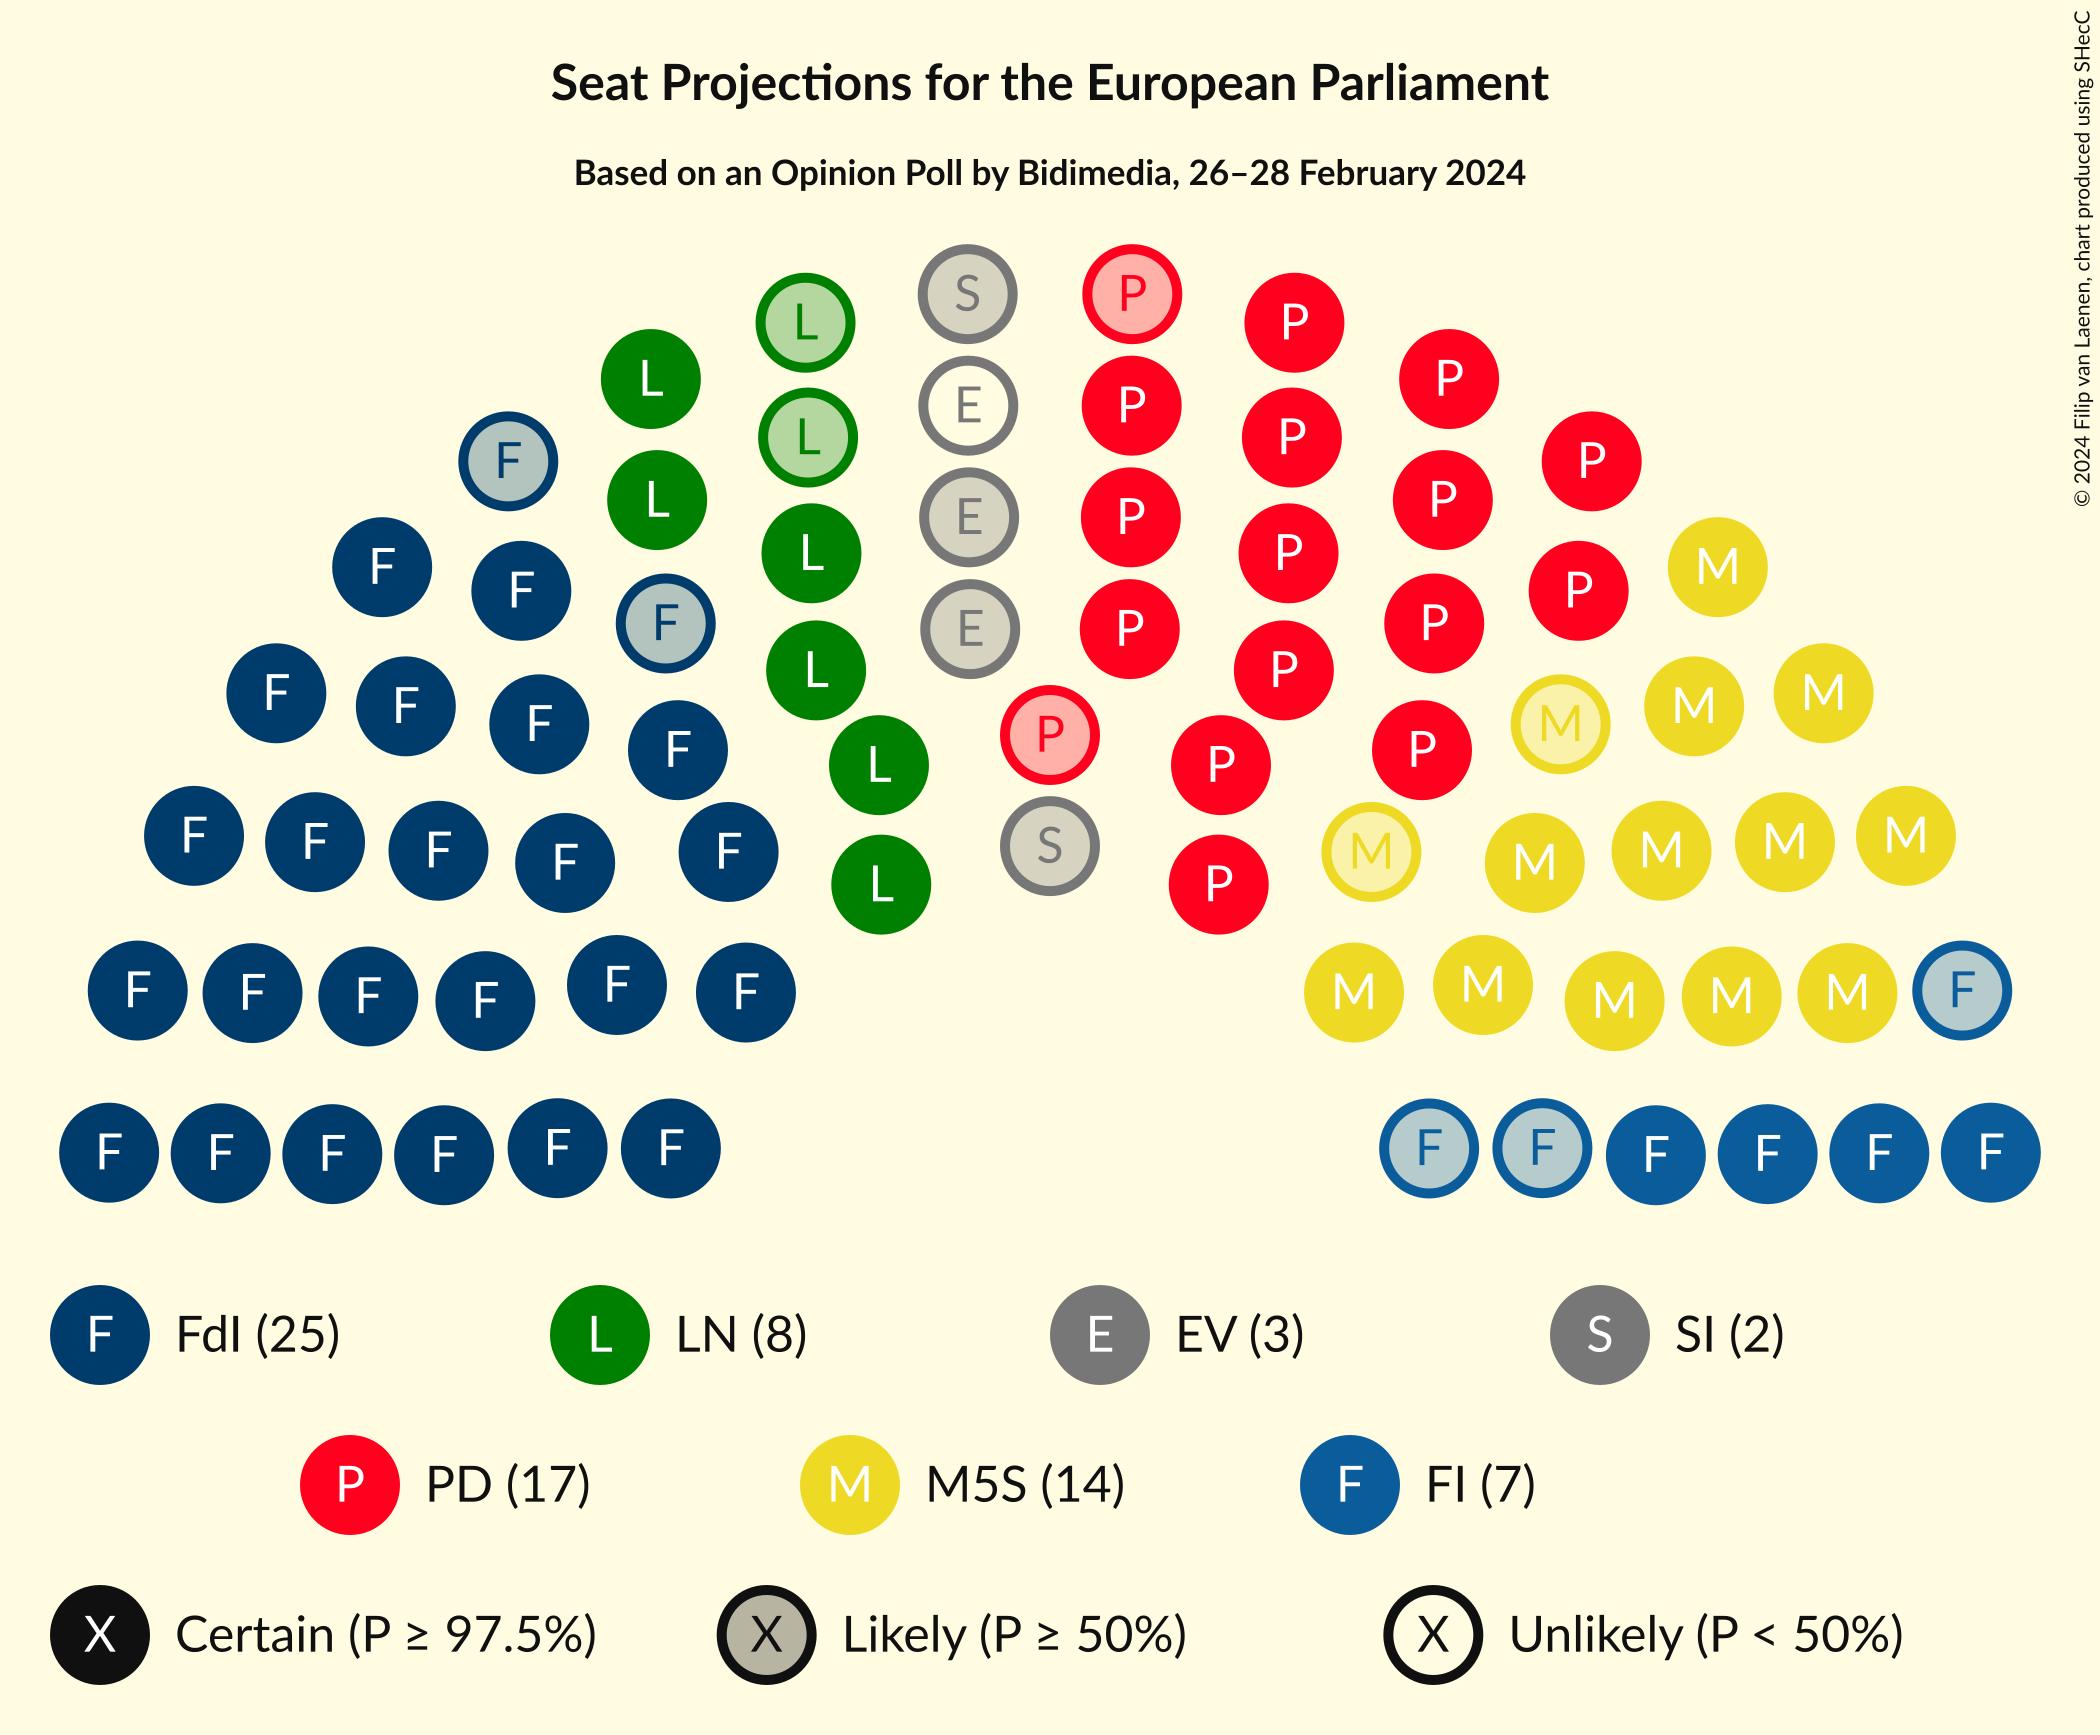 Seat Projections for the European Parliament
Based on an Opinion Poll by Bidimedia, 26–28 February 2024
© 2024 Filip van Laenen, chart produced using SHecC
S P
L P
L P
E P
L P
F P
L P
E P
L P
F M
F P
L P
F P
E P
L P
F M
F M
F M
P
F P
L P
F M
S
F M
F M
F M
F M
L P
F M
F M
F M
F M
F M
F F
F F
F F
F F
F F
F F
F F
F FdI (25) L LN (8) E EV (3) S SI (2)
P PD (17) M M5S (14) F FI (7)
X Certain (P ≥ 97.5%) X Likely (P ≥ 50%) X Unlikely (P < 50%)